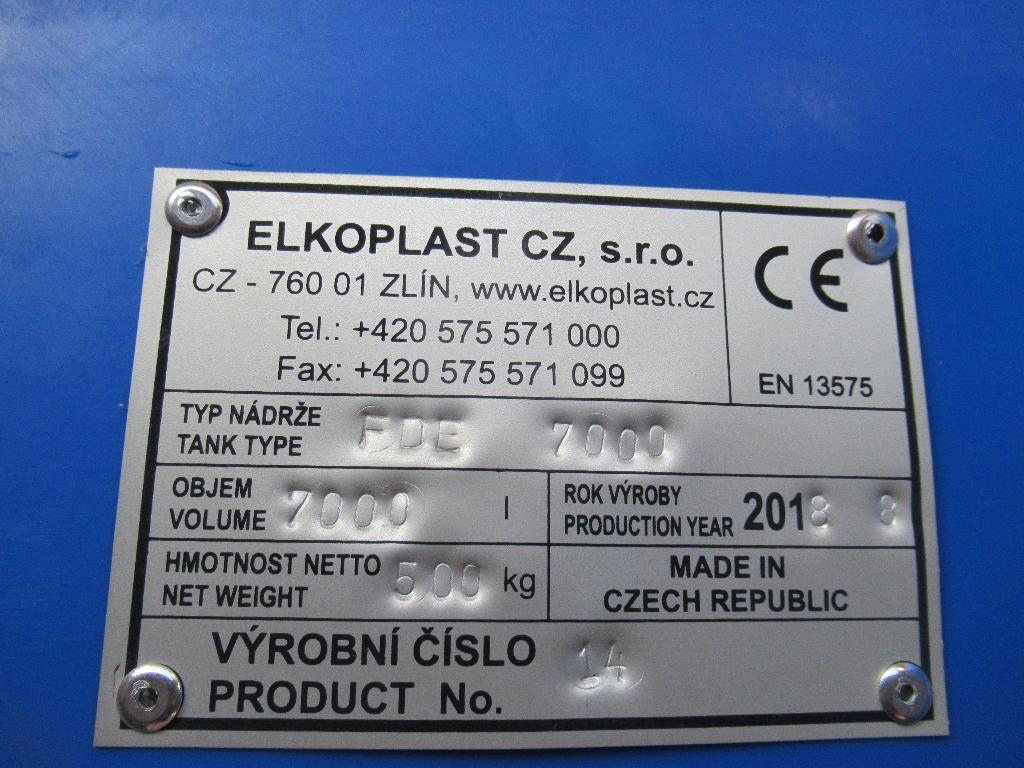 ELKOPLAST CZ, s.r.o.
CZ - 760 01 ZLÍN, www.elkoplast.cz
Tel.: +420 575 571 000
Fax: +420 575 571 099
CE
EN 13575
TYP NÁDRŽE
TANK TYPE FDE 7000
OBJEM
VOLUME 7000 l
ROK VÝROBY
PRODUCTION YEAR 2018 8
HMOTNOST NETTO
NET WEIGHT 500 kg
MADE IN
CZECH REPUBLIC
VÝROBNÍ ČÍSLO
PRODUCT No. 14